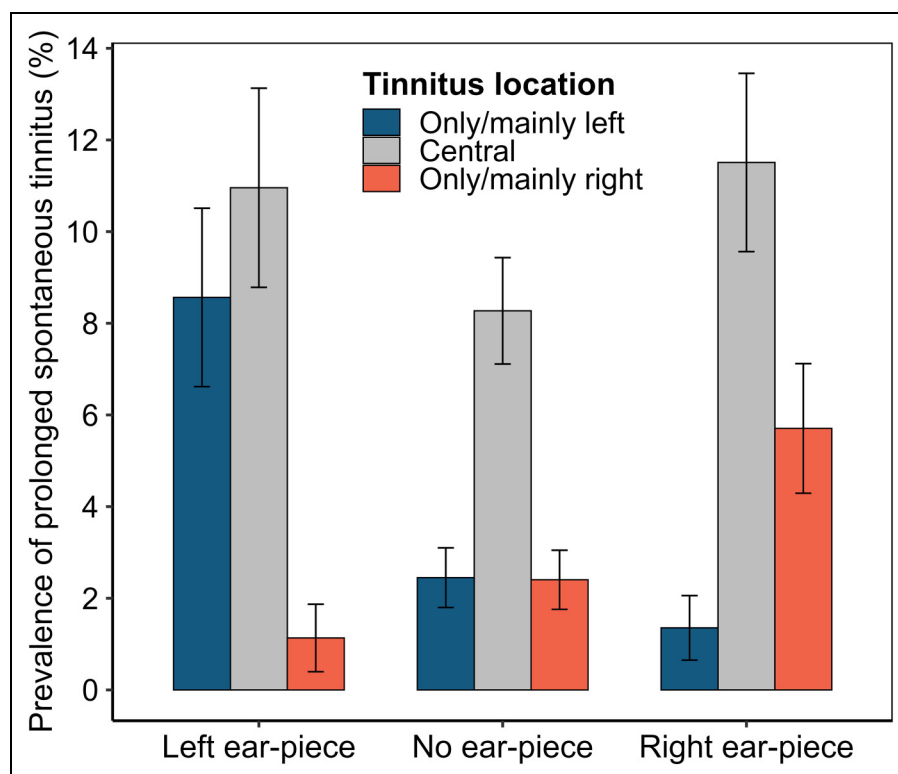 Prevalence of prolonged spontaneous tinnitus (%)
14
12
10
8
6
4
2
0
Tinnitus location
Only/mainly left
Central
Only/mainly right
Left ear-piece
No ear-piece
Right ear-piece